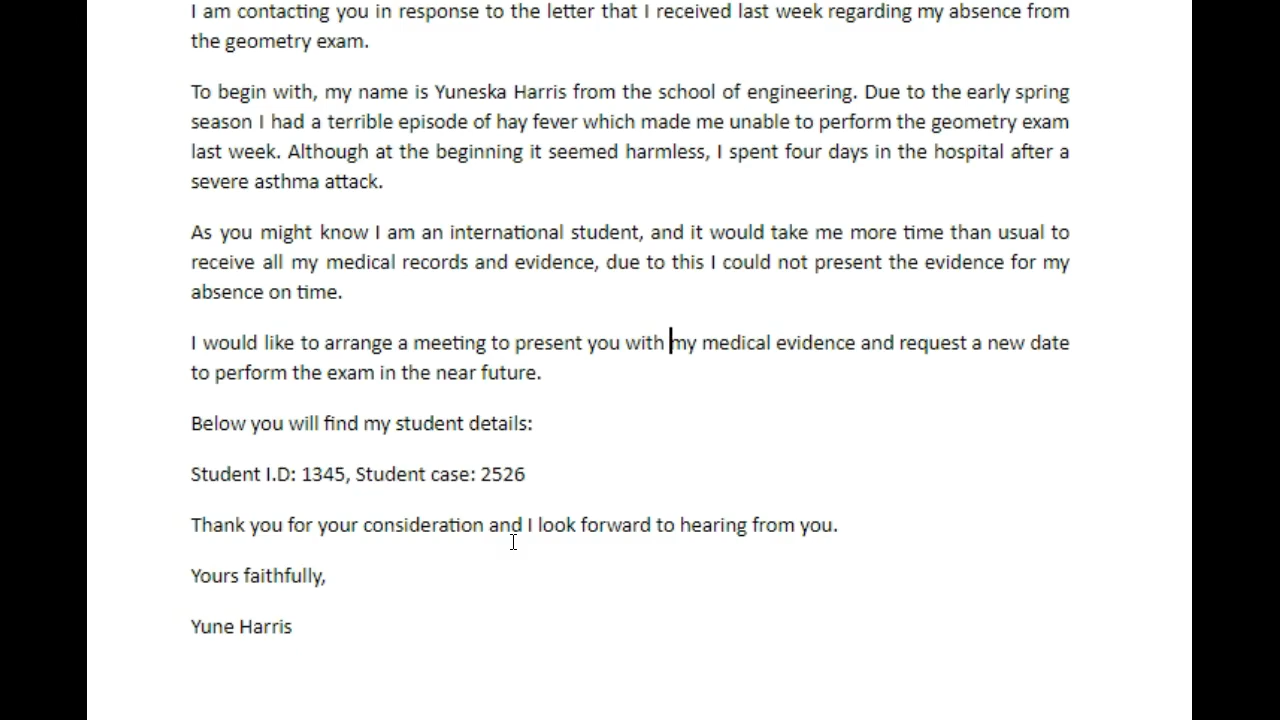 I am contacting you in response to the letter that I received last week regarding my absence from
the geometry exam.
To begin with, my name is Yuneska Harris from the school of engineering. Due to the early spring
season I had a terrible episode of hay fever which made me unable to perform the geometry exam
last week. Although at the beginning it seemed harmless, I spent four days in the hospital after a
severe asthma attack.
As you might know I am an international student, and it would take me more time than usual to
receive all my medical records and evidence, due to this I could not present the evidence for my
absence on time.
I would like to arrange a meeting to present you with my medical evidence and request a new date
to perform the exam in the near future.
Below you will find my student details:
Student I.D: 1345, Student case: 2526
Thank you for your consideration and I look forward to hearing from you.
Yours faithfully,
Yune Harris